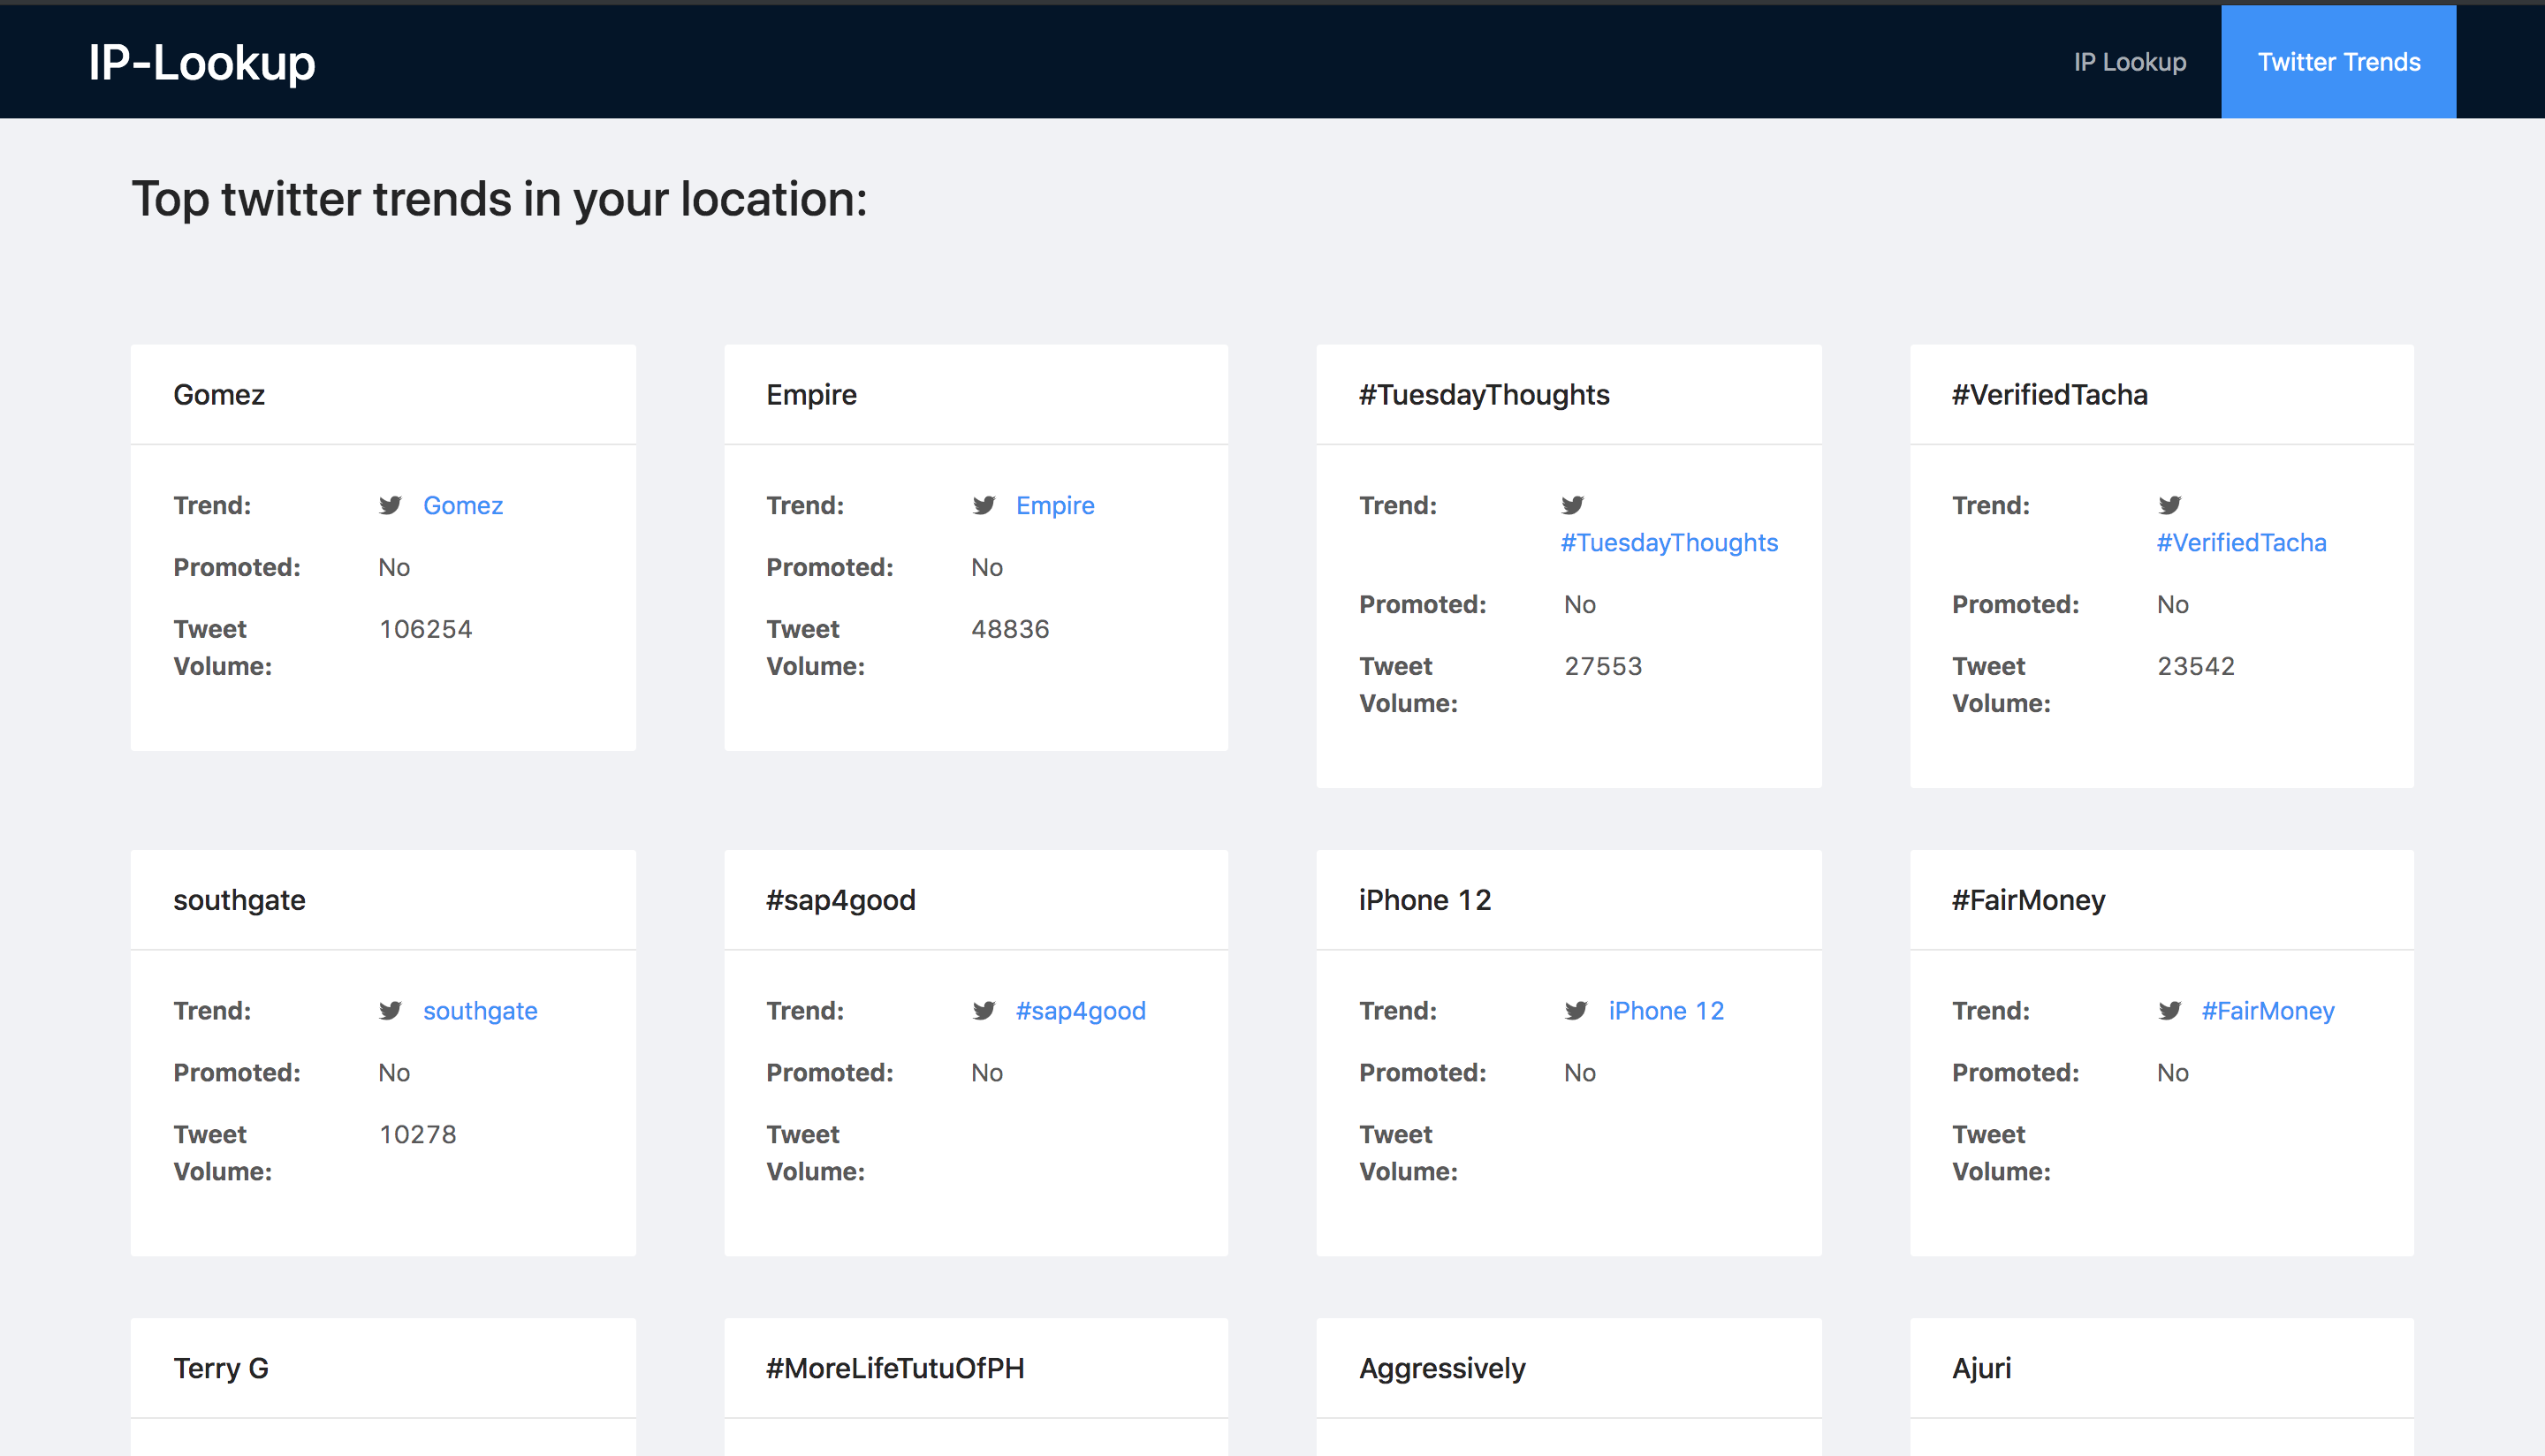 IP-Lookup
IP Lookup
Twitter Trends
Top twitter trends in your location:
Gomez
Trend: Gomez
Promoted: No
Tweet 106254
Volume:
Empire
Trend: Empire
Promoted: No
Tweet 48836
Volume:
#TuesdayThoughts
Trend:
#TuesdayThoughts
Promoted: No
Tweet 27553
Volume:
#VerifiedTacha
Trend:
#VerifiedTacha
Promoted: No
Tweet 23542
Volume:
southgate
Trend: southgate
Promoted: No
Tweet 10278
Volume:
#sap4good
Trend: #sap4good
Promoted: No
Tweet
Volume:
iPhone 12
Trend: iPhone 12
Promoted: No
Tweet
Volume:
#FairMoney
Trend: #FairMoney
Promoted: No
Tweet
Volume:
Terry G
#MoreLifeTutuOfPH
Aggressively
Ajuri